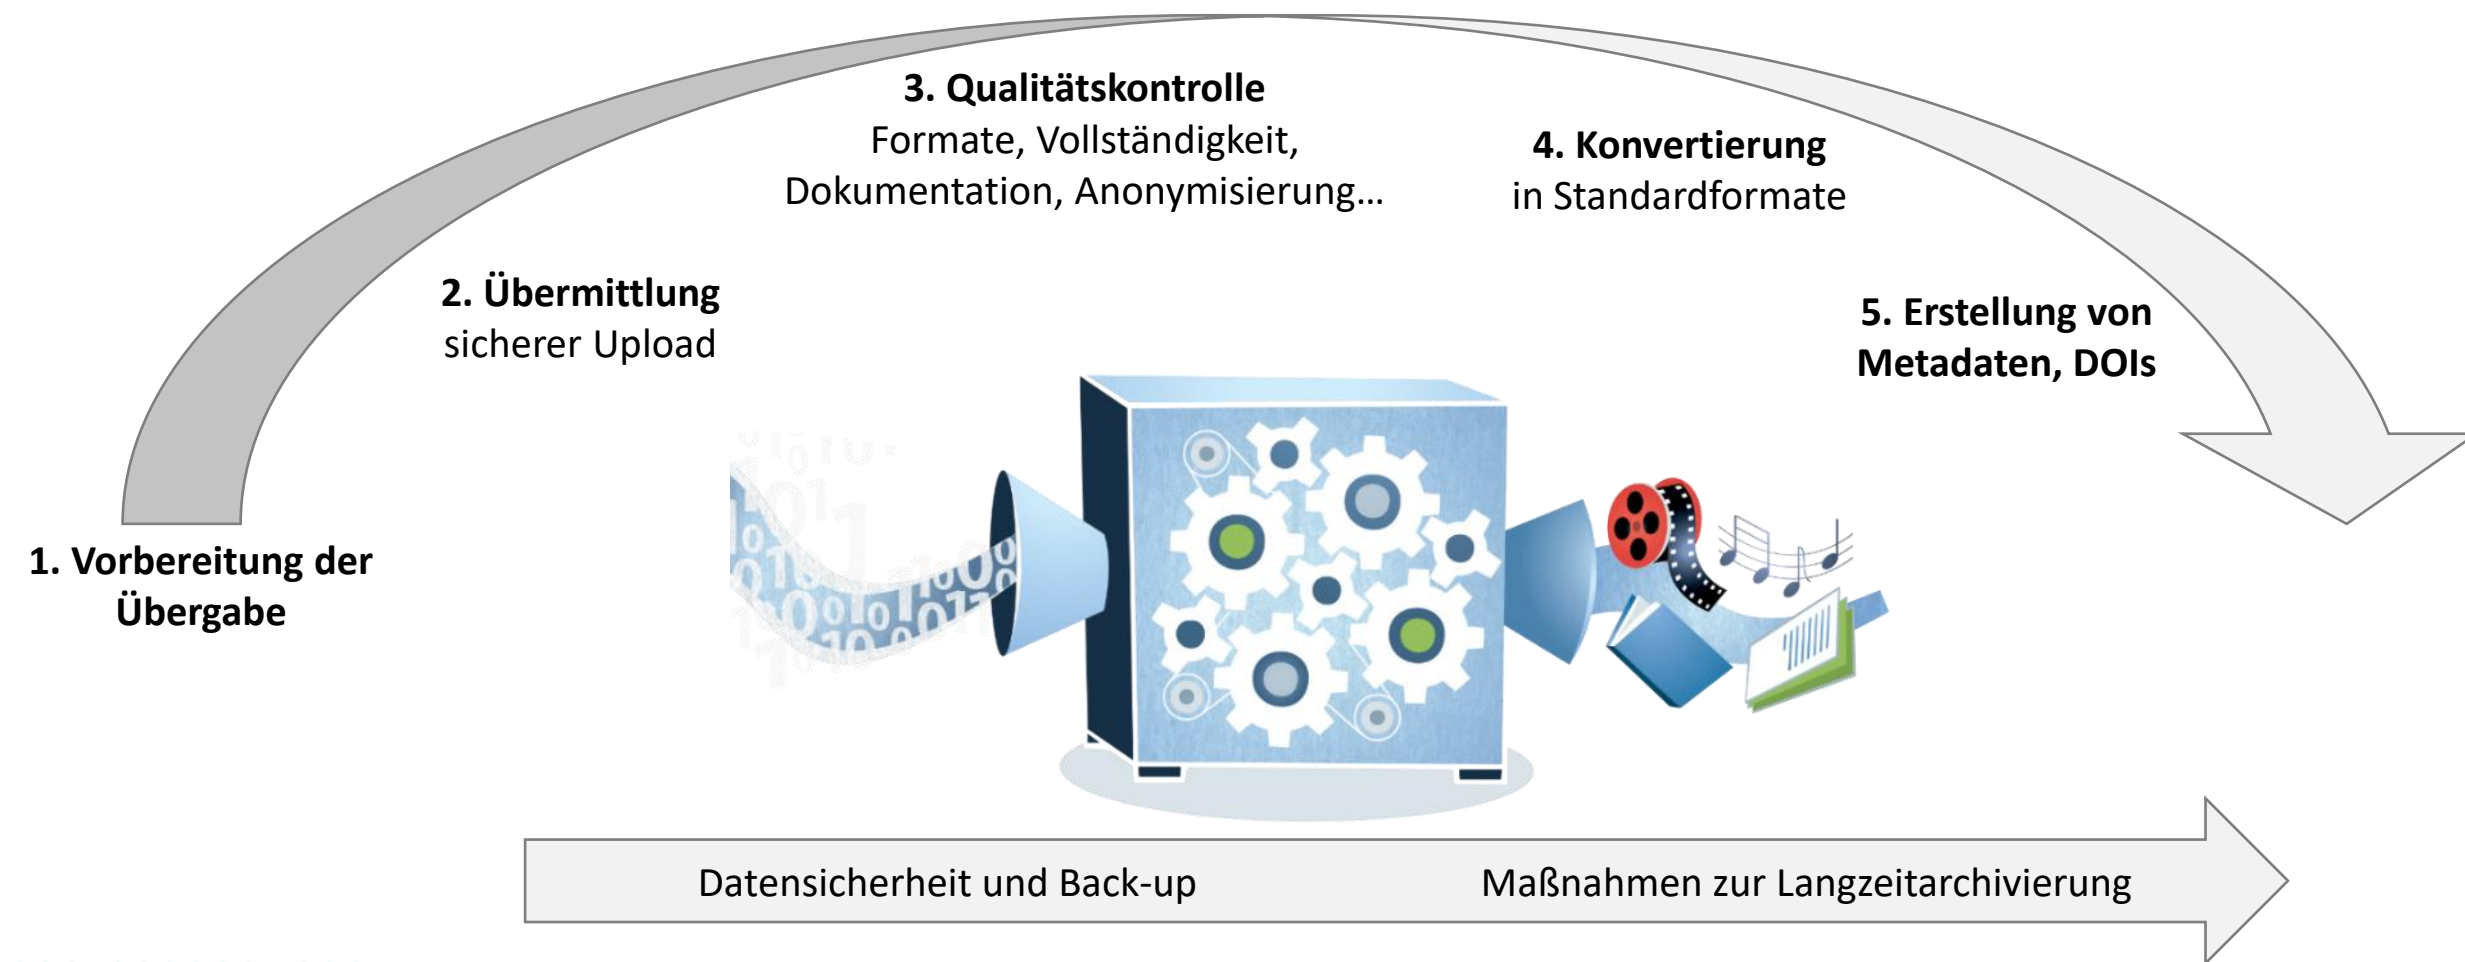 1. Vorbereitung der
Übergabe
2. Übermittlung
sicherer Upload
3. Qualitätskontrolle
Formate, Vollständigkeit,
Dokumentation, Anonymisierung...
4. Konvertierung
in Standardformate
5. Erstellung von
Metadaten, DOIs
Datensicherheit und Back-up
Maßnahmen zur Langzeitarchivierung